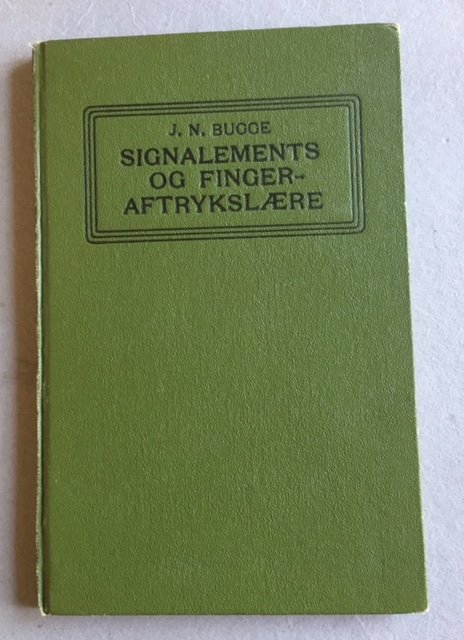 J. N. BUGGE
SIGNALEMENTS
OG FINGER-
AFTRYKSLÆRE